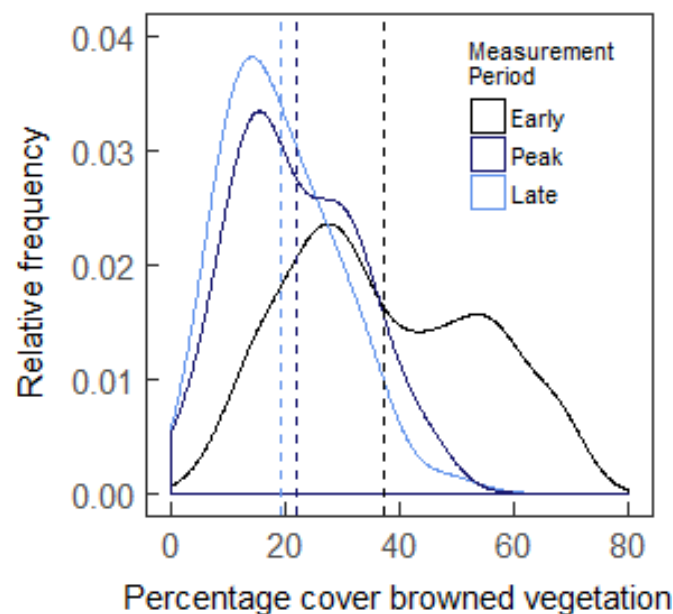 0.04
0.03
0.02
0.01
0.00
Relative frequency
Measurement
Period
Early
Peak
Late
0 20 40 60 80
Percentage cover browned vegetation